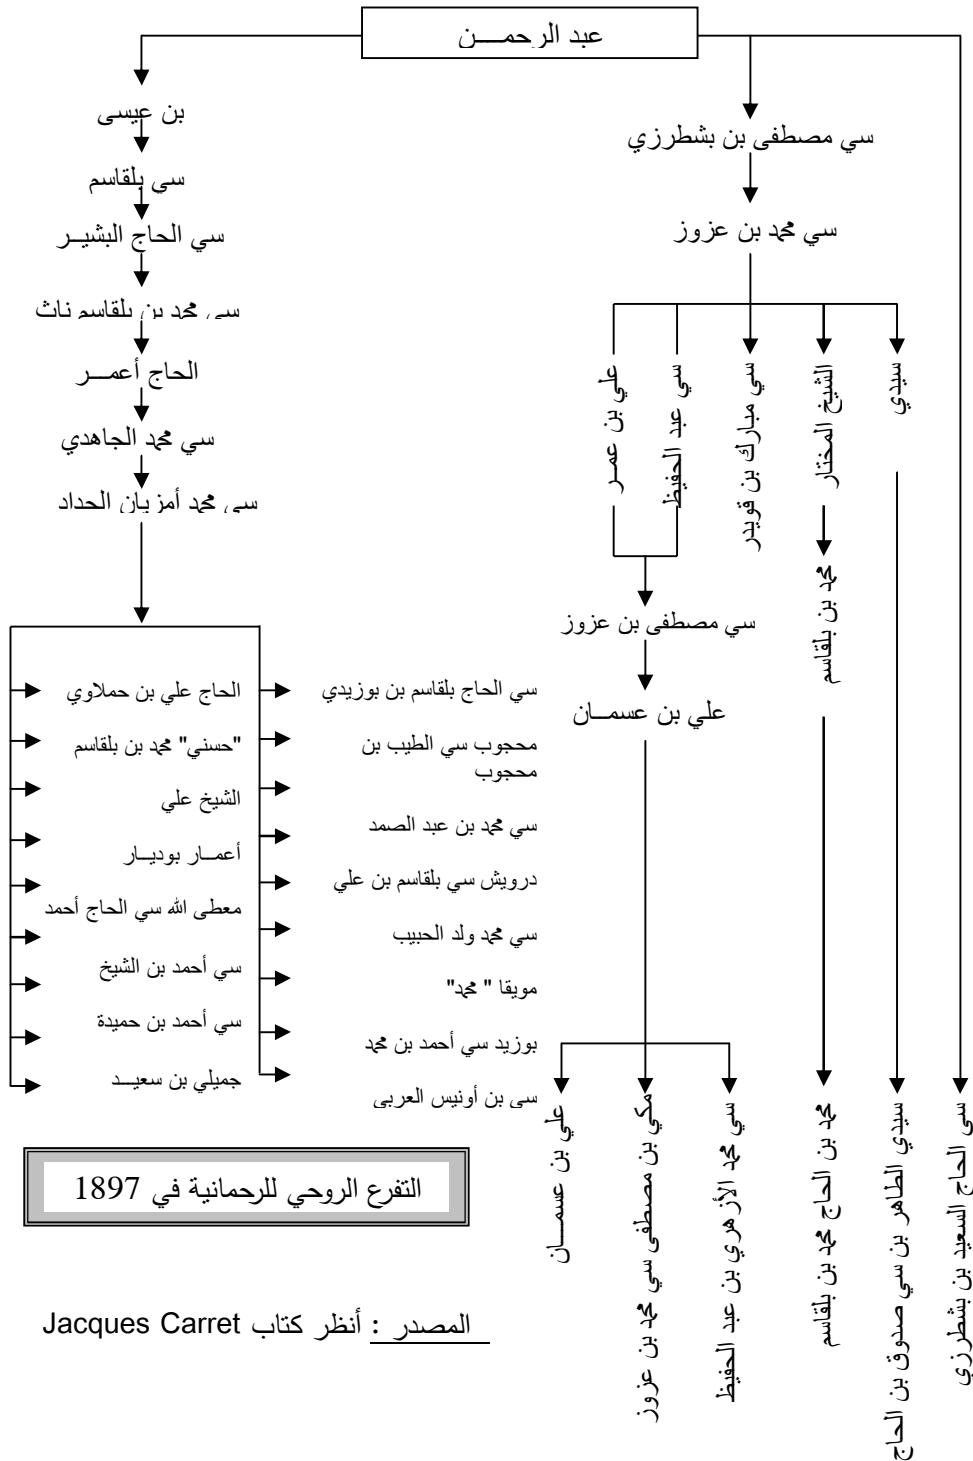 عبد الرحمــــن
سي مصطفى بن بشطرزي
سي محمد بن عزوز
سيدي
الشيخ المختار
سي مبارك بن قويدر
سي عبد الحفيظ
علي بن عمــر
محمد بن بلقاسم
سي مصطفى بن عزوز
علي بن عسمــان
سي الحاج السعيد بن بشطرزي
سيدي الطاهر بن سي صدوق بن الحاج
محمد بن الحاج محمد بن بلقاسم
سي محمد الأزهري بن عبد الحفيظ
مكي بن مصطفى سي محمد بن عزوز
علي بن عسمـــان
بن عيسى
سي بلقاسم
سي الحاج البشيــر
سي محمد بن بلقاسم ناث
الحاج أعمــر
سي محمد الجاهدي
سي محمد أمزيان الحداد
سي الحاج بلقاسم بن بوزيدي
محجوب سي الطيب بن
محجوب
سي محمد بن عبد الصمد
درويش سي بلقاسم بن علي
سي محمد ولد الحبيب
مويقا " محمد"
بوزيد سي أحمد بن محمد
سي بن أونيس العربي
الحاج علي بن حملاوي
"حسني" محمد بن بلقاسم
الشيخ علي
أعمــار بوديــار
معطى الله سي الحاج أحمد
سي أحمد بن الشيخ
سي أحمد بن حميدة
جميلي بن سعيــد
التفرع الروحي للرحمانية في 1897
المصدر : أنظر كتاب Jacques Carret